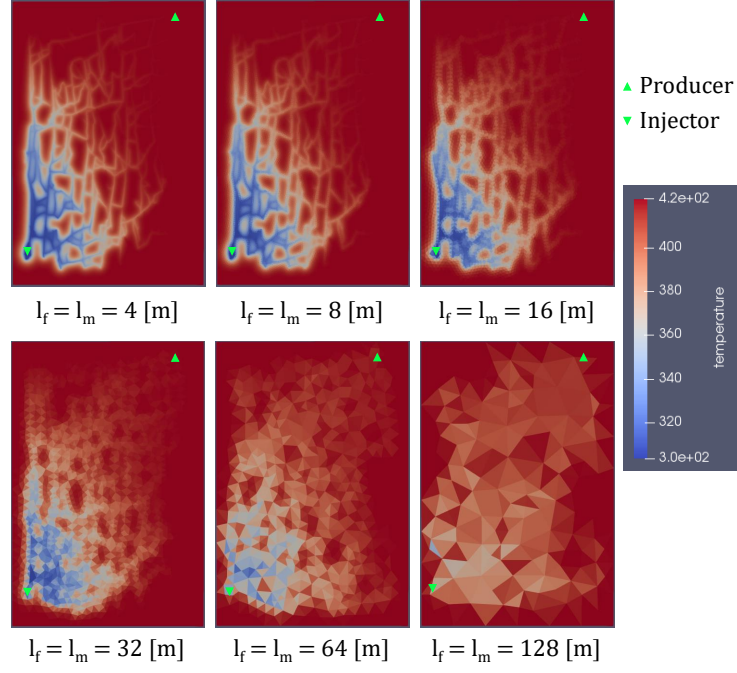 Producer
Injector
4.2e+02
400
380
360
340
320
3.0e+02
temperature
l_f = l_m = 4 [m]
l_f = l_m = 8 [m]
l_f = l_m = 16 [m]
l_f = l_m = 32 [m]
l_f = l_m = 64 [m]
l_f = l_m = 128 [m]